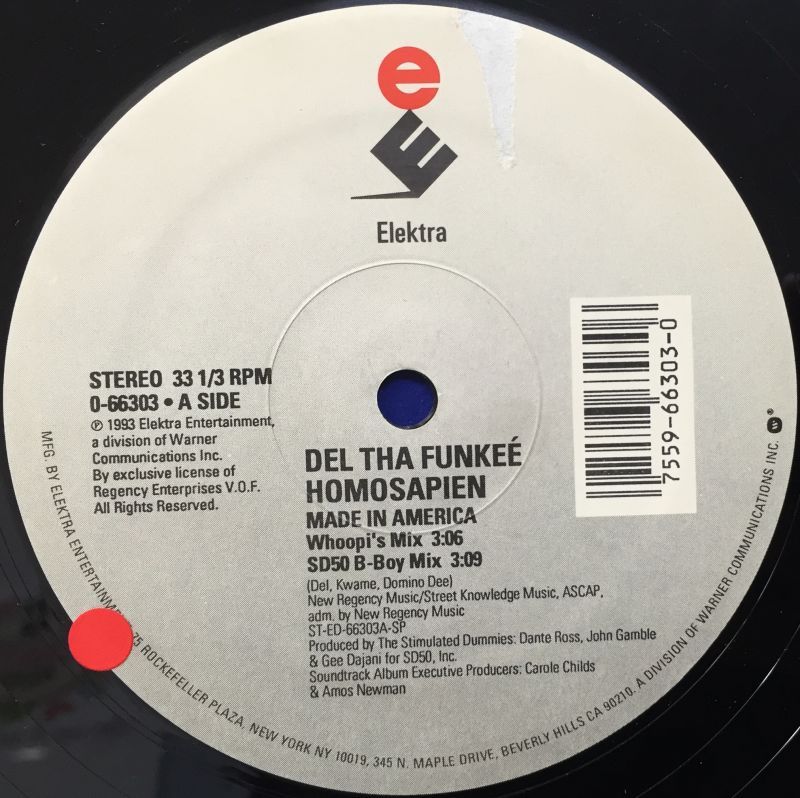 e
E
Elektra
STEREO 33 1/3 RPM
0-66303 • A SIDE
℗ 1993 Elektra Entertainment,
a division of Warner
Communications Inc.
By exclusive license of
Regency Enterprises V.O.F.
All Rights Reserved.
7559-66303-0
DEL THA FUNKEÉ
HOMOSAPIEN
MADE IN AMERICA
Whoopi's Mix 3:06
SD50 B-Boy Mix 3:09
(Del, Kwame, Domino Dee)
New Regency Music/Street Knowledge Music, ASCAP,
adm. by New Regency Music
ST-ED-66303A-SP
Produced by The Stimulated Dummies: Dante Ross, John Gamble
& Gee Dajani for SD50, Inc.
Soundtrack Album Executive Producers: Carole Childs
& Amos Newman
MFG. BY ELEKTRA ENTERTAINME 75 ROCKEFELLER PLAZA, NEW YORK NY 10019, 345 N. MAPLE DRIVE, BEVERLY HILLS CA 90210. A DIVISION OF WARNER COMMUNICATIONS INC. ®